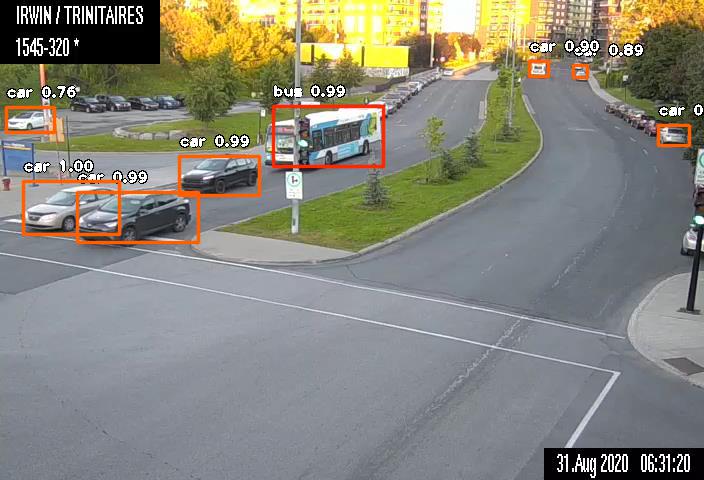 IRWIN / TRINITAIRES
1545-320 *
car 0.90
car 0.89
car 0.76
bus 0.99
car 0
car 0.99
car 1.00
car 0.99
31.Aug 2020 06:31:20